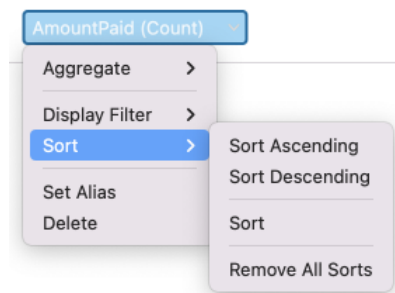 AmountPaid (Count)
Aggregate
Display Filter
Sort
Set Alias
Delete
Sort Ascending
Sort Descending
Sort
Remove All Sorts